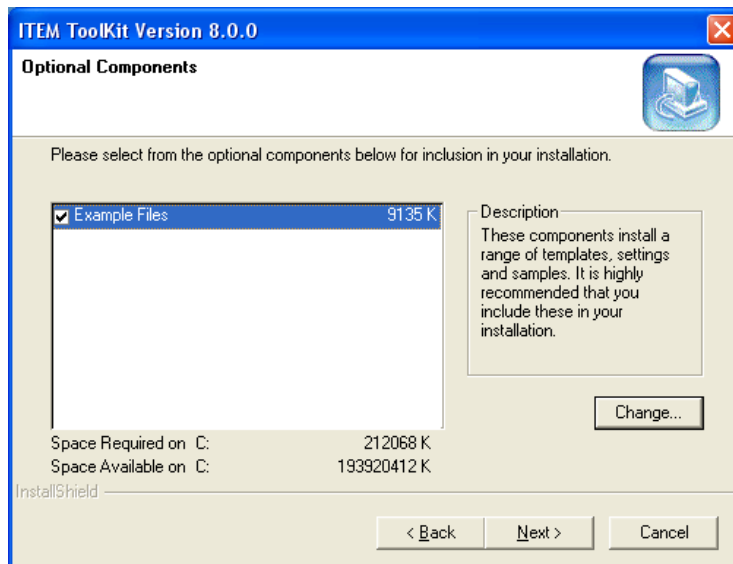 ITEM ToolKit Version 8.0.0
Optional Components
Please select from the optional components below for inclusion in your installation.
Example Files 9135 K
Description
These components install a
range of templates, settings
and samples. It is highly
recommended that you
include these in your
installation.
Change...
Space Required on C: 212068 K
Space Available on C: 193920412 K
InstallShield
< Back Next > Cancel